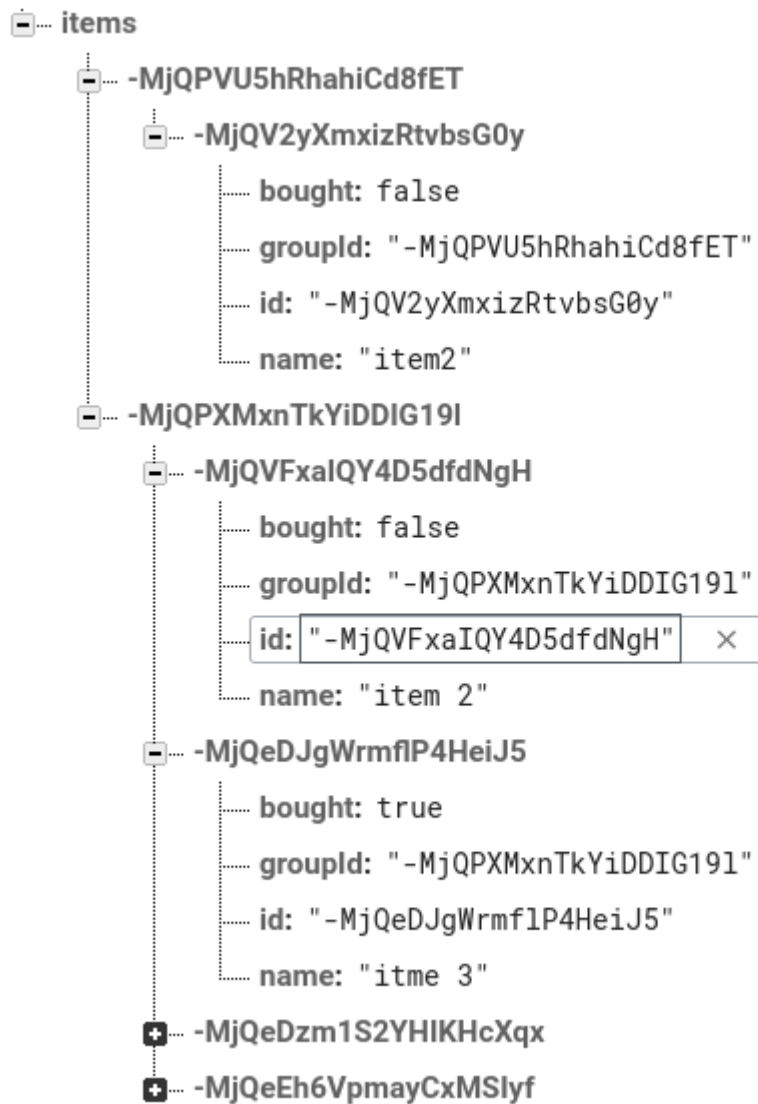 items
-MjQPVU5hRhahiCd8fET
-MjQV2yXmxizRtvbsG0y
bought: false
groupId: "-MjQPVU5hRhahiCd8fET"
id: "-MjQV2yXmxizRtvbsG0y"
name: "item2"
-MjQPXMxnTkYiDDIG19l
-MjQVFxaIQY4D5dfdNgH
bought: false
groupId: "-MjQPXMxnTkYiDDIG19l"
id: "-MjQVFxaIQY4D5dfdNgH"
name: "item 2"
-MjQeDJgWrmflP4HeiJ5
bought: true
groupId: "-MjQPXMxnTkYiDDIG19l"
id: "-MjQeDJgWrmflP4HeiJ5"
name: "itme 3"
-MjQeDzm1S2YHIKHcXqx
-MjQeEh6VpmayCxMSIyf